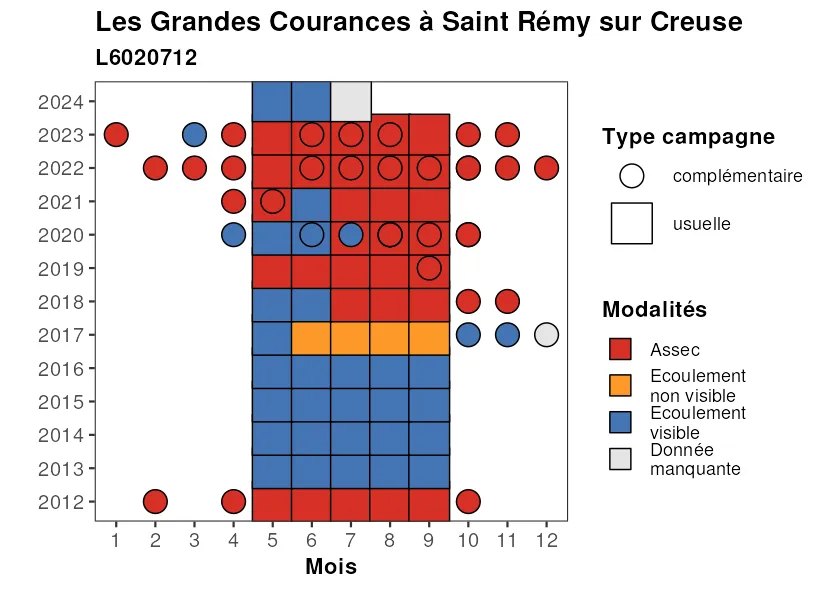 Les Grandes Courances à Saint Rémy sur Creuse
L6020712
2024
2023
2022
2021
2020
2019
2018
2017
2016
2015
2014
2013
2012
1 2 3 4 5 6 7 8 9 10 11 12
Mois
Type campagne
complémentaire
usuelle
Modalités
Assec
Ecoulement
non visible
Ecoulement
visible
Donnée
manquante